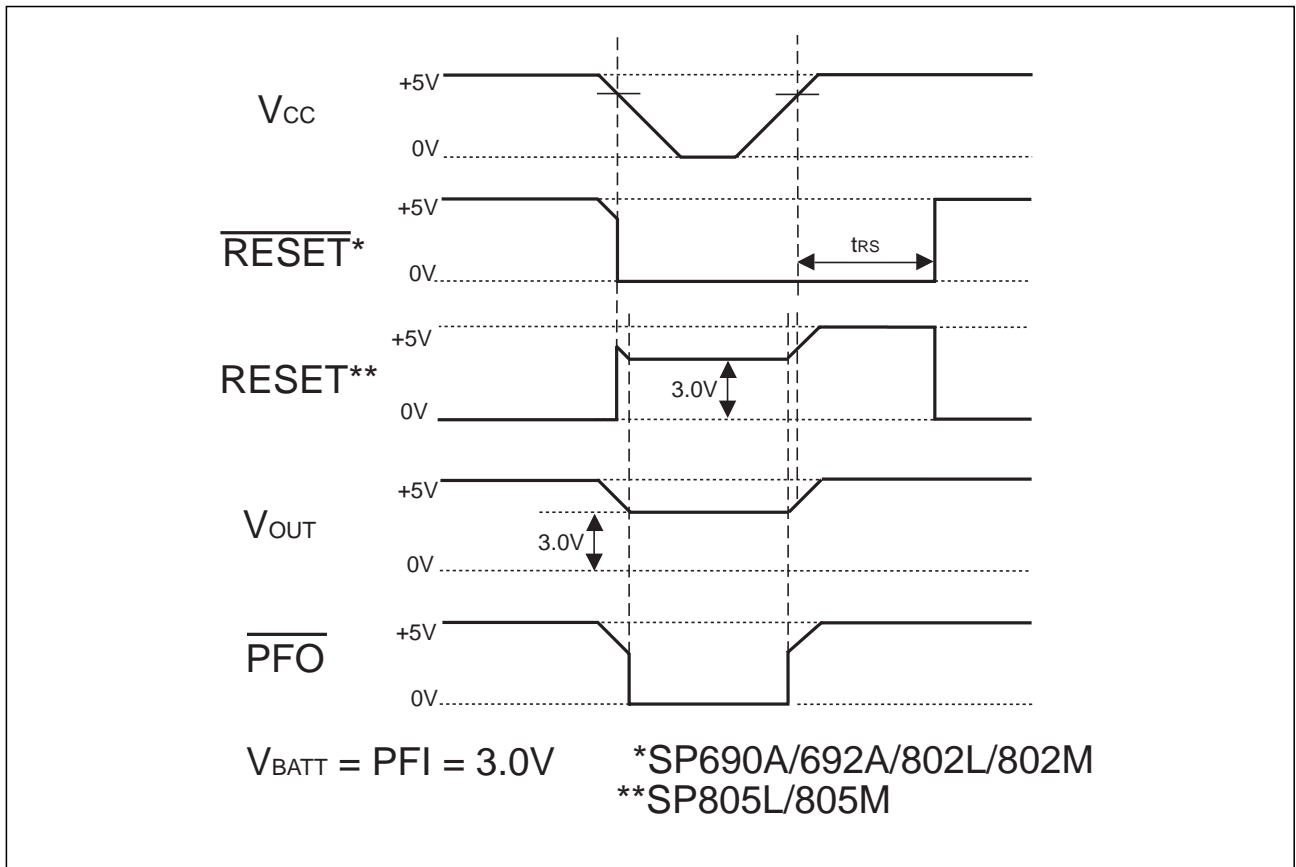 +5V
VCC
0V
+5V
RESET*
tRS
0V
+5V
RESET**
3.0V
0V
+5V
VOUT
3.0V
0V
+5V
PFO
0V
VBATT = PFI = 3.0V
*SP690A/692A/802L/802M
**SP805L/805M